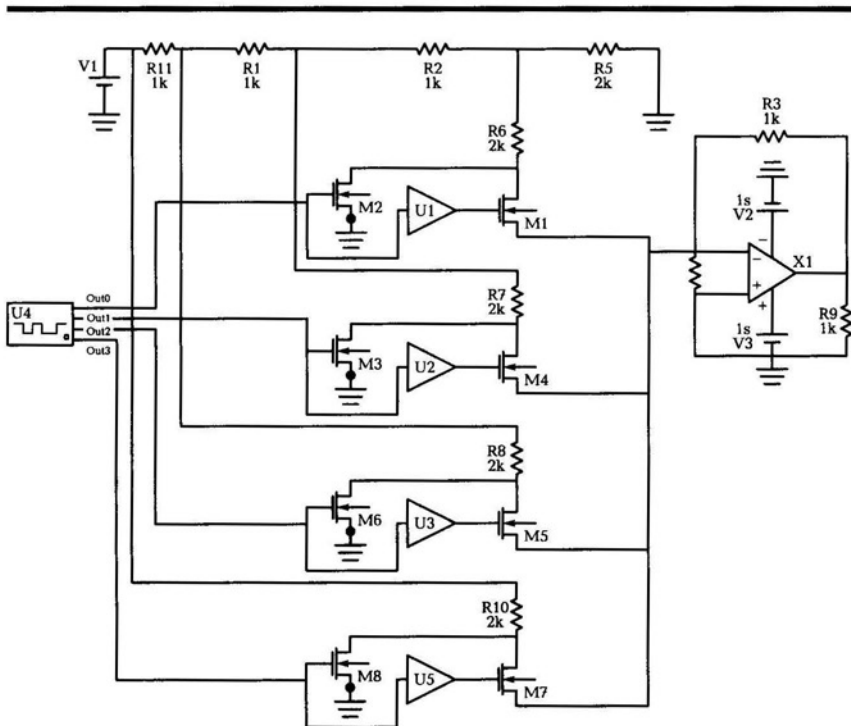 V1
R11
1k
R1
1k
R2
1k
R5
2k
R3
1k
R6
2k
M2
U1
M1
1s
V2
X1
U4
Out0
Out1
Out2
Out3
R7
2k
M3
U2
M4
1s
V3
R9
1k
R8
2k
M6
U3
M5
R10
2k
M8
U5
M7